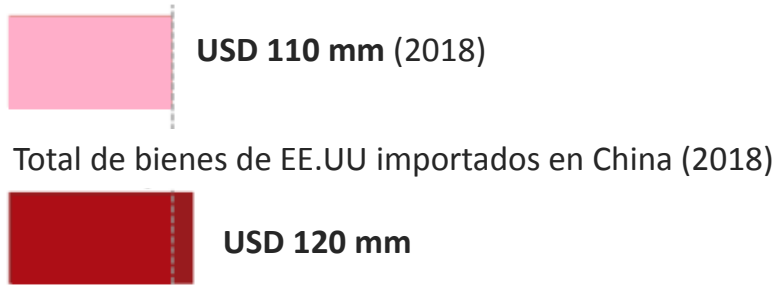 USD 110 mm (2018)
Total de bienes de EE.UU importados en China (2018)
USD 120 mm